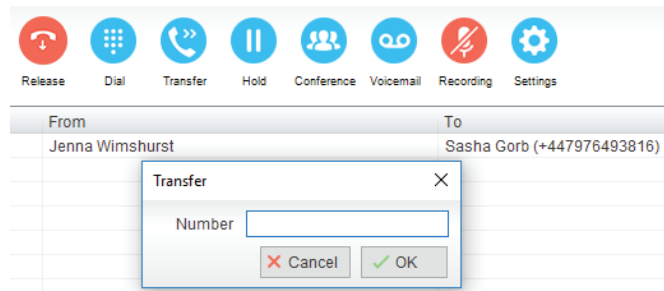 Release Dial Transfer Hold Conference Voicemail Recording Settings
From To
Jenna Wimshurst Sasha Gorb (+447976493816)
Transfer
Number
Cancel OK